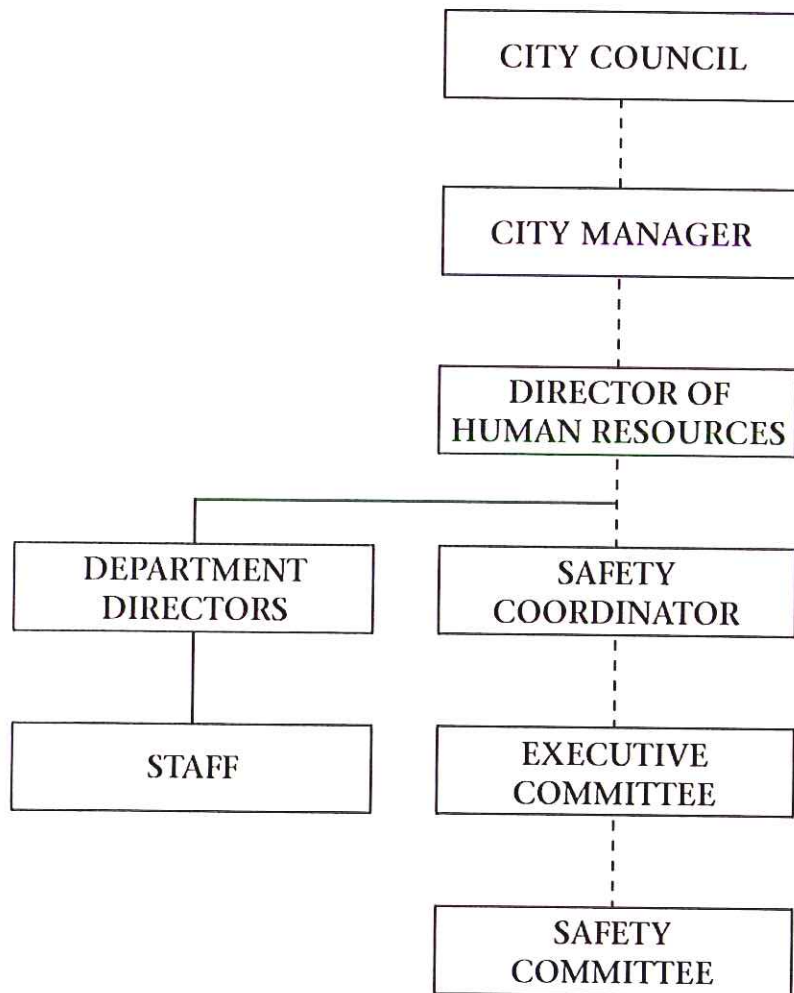 CITY COUNCIL
CITY MANAGER
DIRECTOR OF
HUMAN RESOURCES
DEPARTMENT
DIRECTORS
SAFETY
COORDINATOR
STAFF
EXECUTIVE
COMMITTEE
SAFETY
COMMITTEE